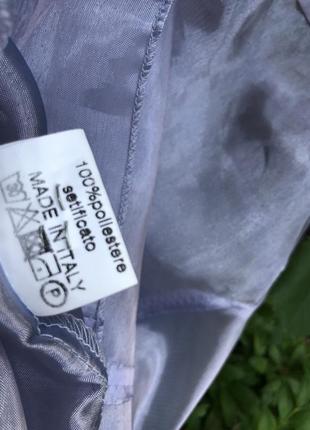 100%poliestere
setificato
MADE IN ITALY
P